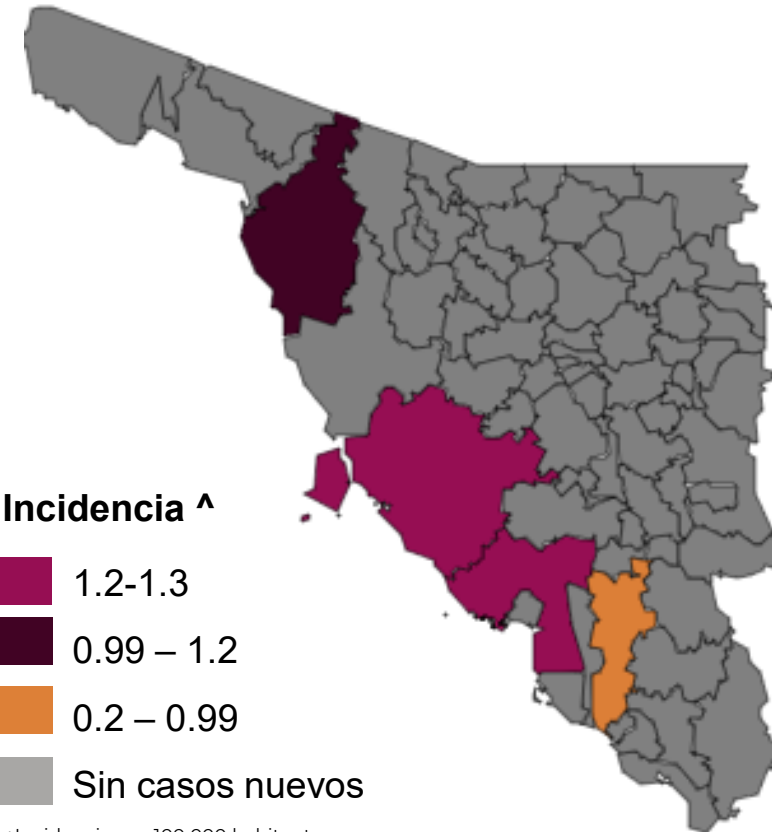 Incidencia ^
1.2-1.3
0.99 – 1.2
0.2 – 0.99
Sin casos nuevos